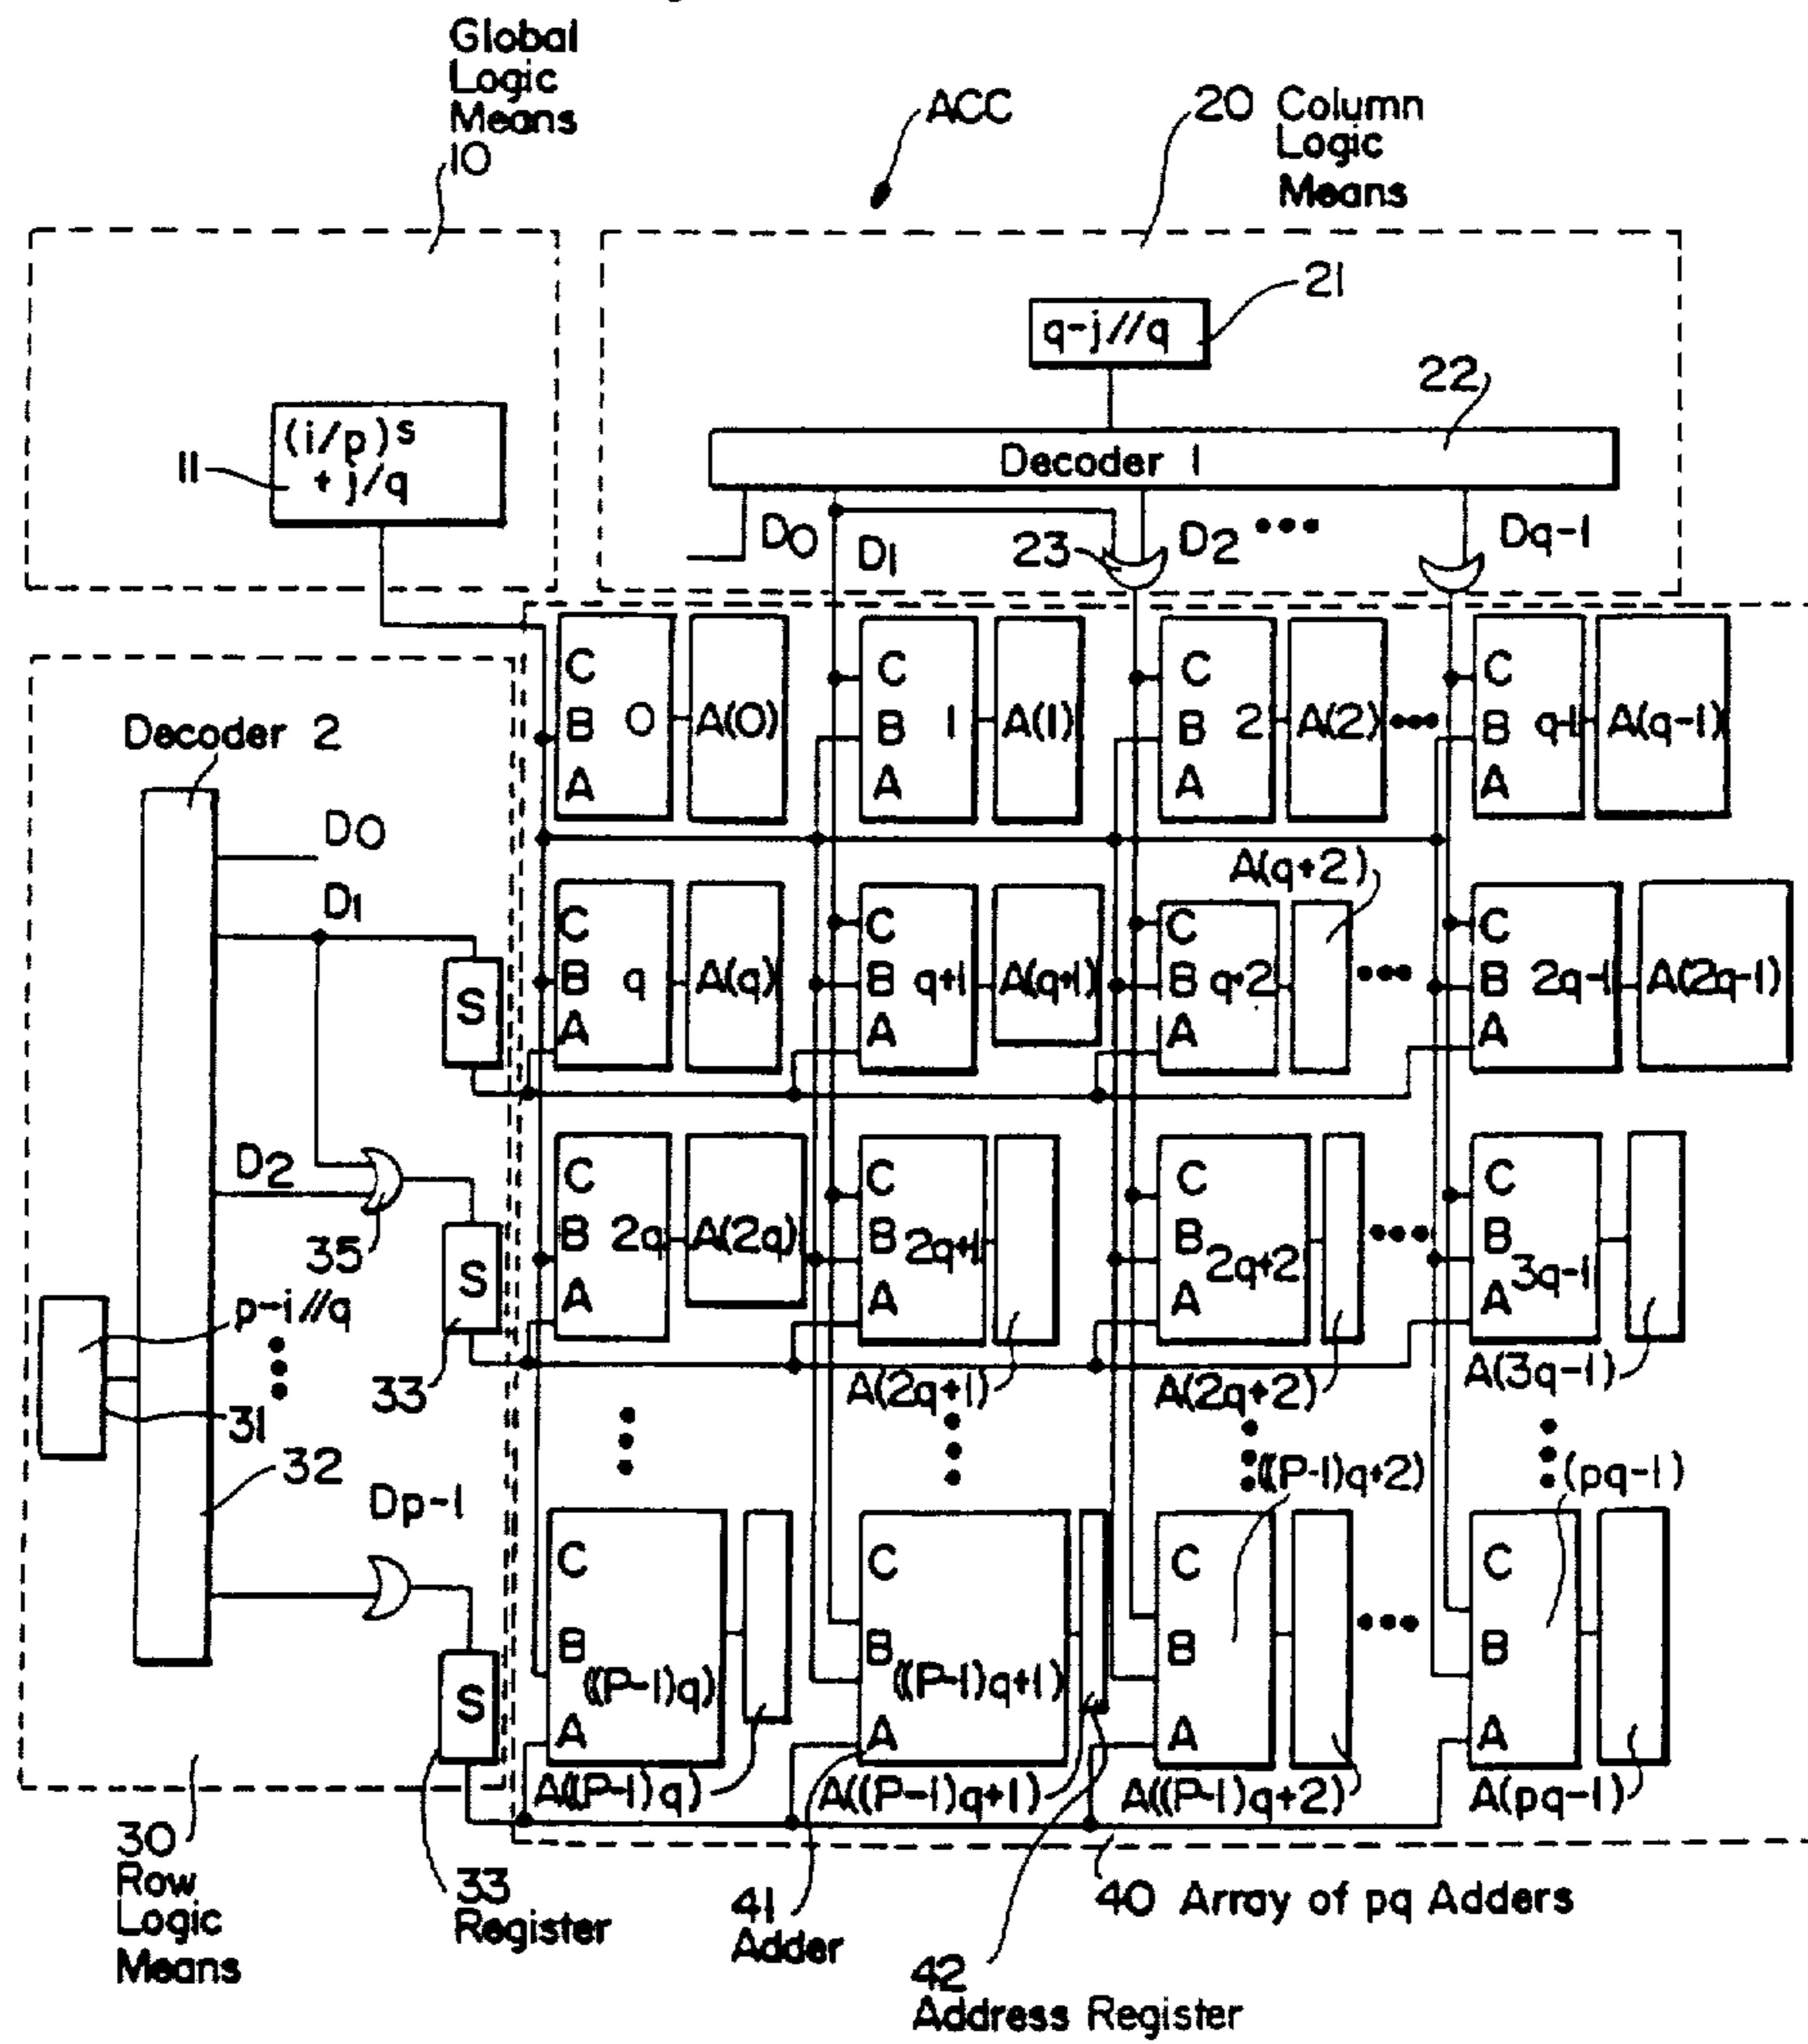 Global
Logic
Means
10
ACC
20 Column
Logic
Means
21
q-j//q
22
11
(i/p)s
+ j/q
Decoder 1
D0
D1
23
D2
•••
Dq-1
C
B
A
0
A(0)
C
B
A
1
A(1)
C
B
A
2
A(2)
•••
C
B
A
q-1
A(q-1)
Decoder 2
D0
D1
S
C
B
A
q
A(q)
C
B
A
q+1
A(q+1)
A(q+2)
C
B
A
q+2
•••
C
B
A
2q-1
A(2q-1)
D2
35
S
33
C
B
A
2q
A(2q)
C
B
A
2q+1
A(2q+1)
C
B
A
2q+2
A(2q+2)
•••
C
B
A
3q-1
A(3q-1)
p-i//q
31
32
Dp-1
S
C
B
A
((P-1)q)
A((P-1)q)
C
B
A
((P-1)q+1)
A((P-1)q+1)
((P-1)q+2)
C
B
A
A((P-1)q+2)
•••
(pq-1)
C
B
A
A(pq-1)
30
Row
Logic
Means
33
Register
41
Adder
42
Address Register
40 Array of pq Adders